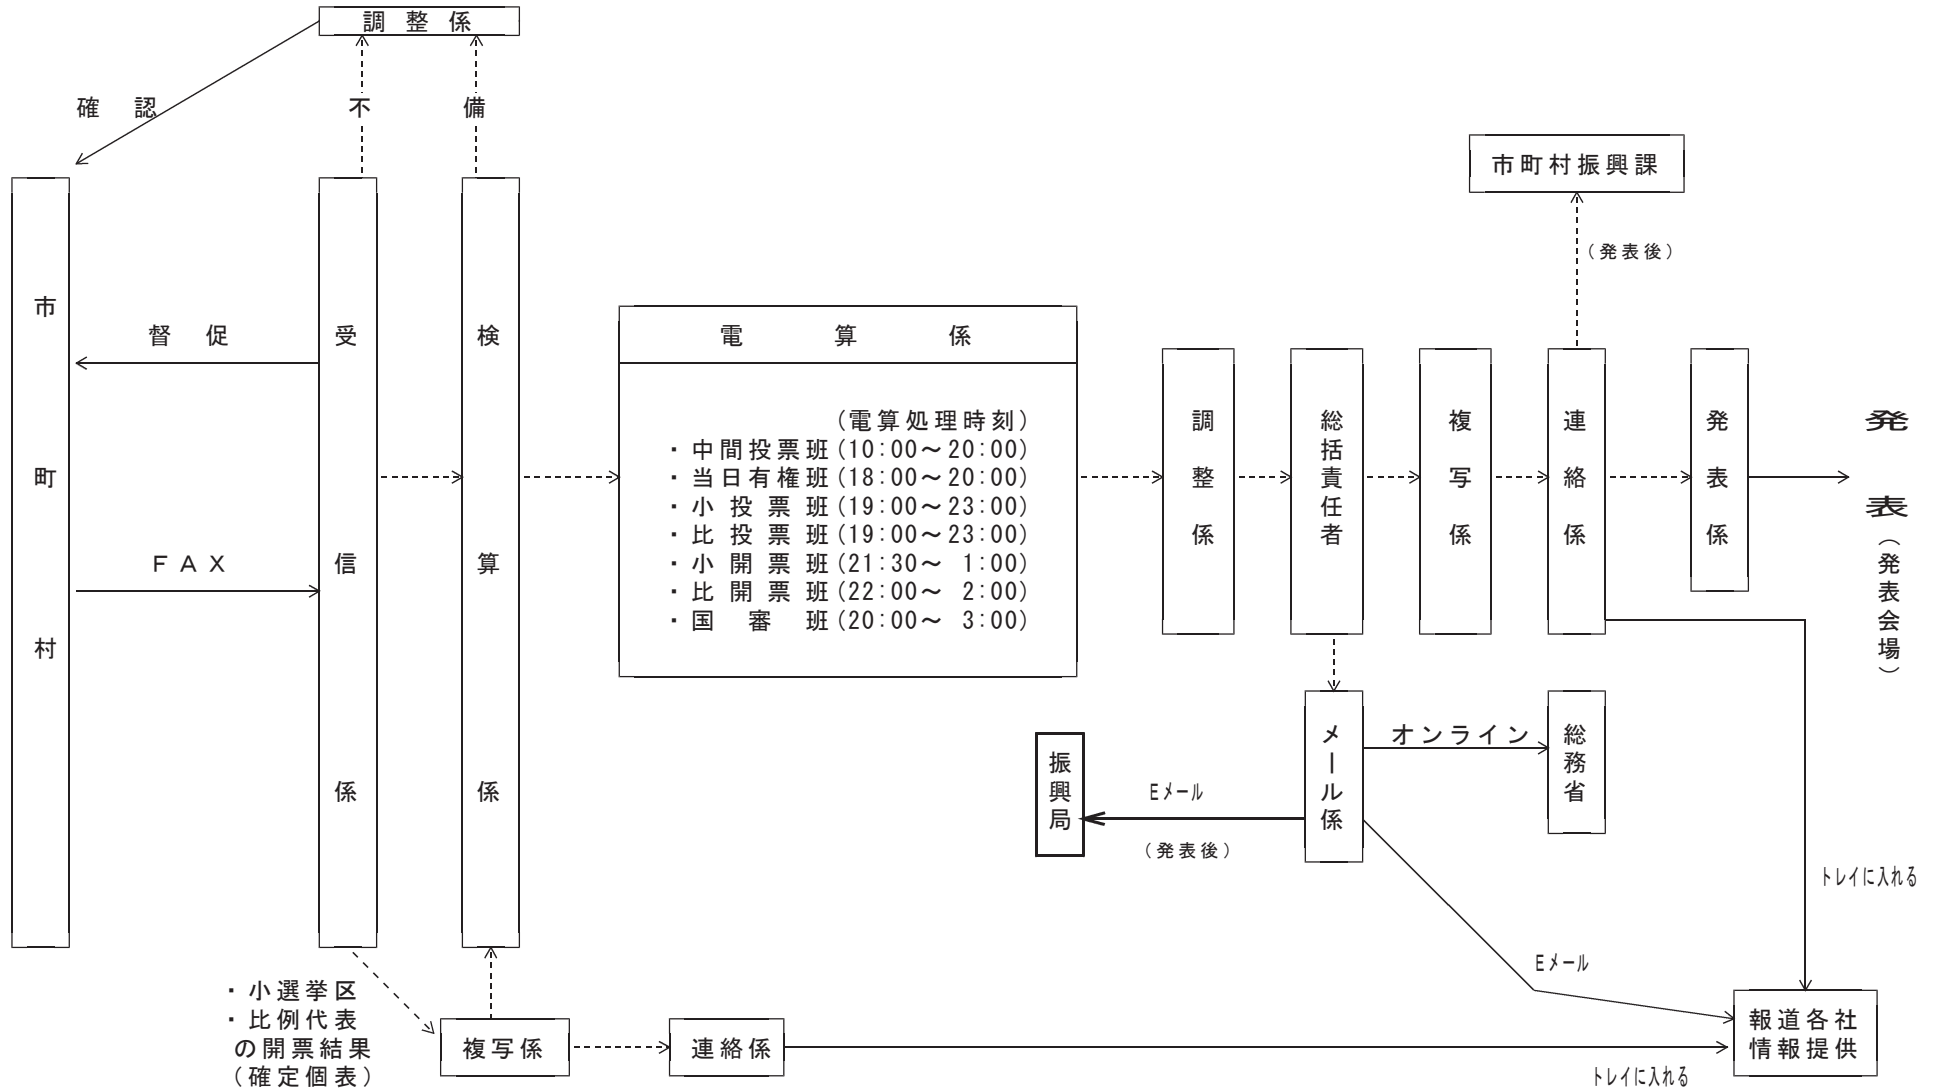 調整係
確認
不備
市町村振興課
(発表後)
市町村
督促
FAX
受信係
検算係
電算係
(電算処理時刻)
・中間投票班(10:00～20:00)
・当日有権班(18:00～20:00)
・小投票班(19:00～23:00)
・比投票班(19:00～23:00)
・小開票班(21:30～ 1:00)
・比開票班(22:00～ 2:00)
・国審班(20:00～ 3:00)
調整係
総括責任者
複写係
連絡係
発表係
発表(発表会場)
メール係
オンライン
総務省
振興局
Eメール
(発表後)
トレイに入れる
Eメール
・小選挙区
・比例代表
の開票結果
(確定個表)
複写係
連絡係
トレイに入れる
報道各社
情報提供